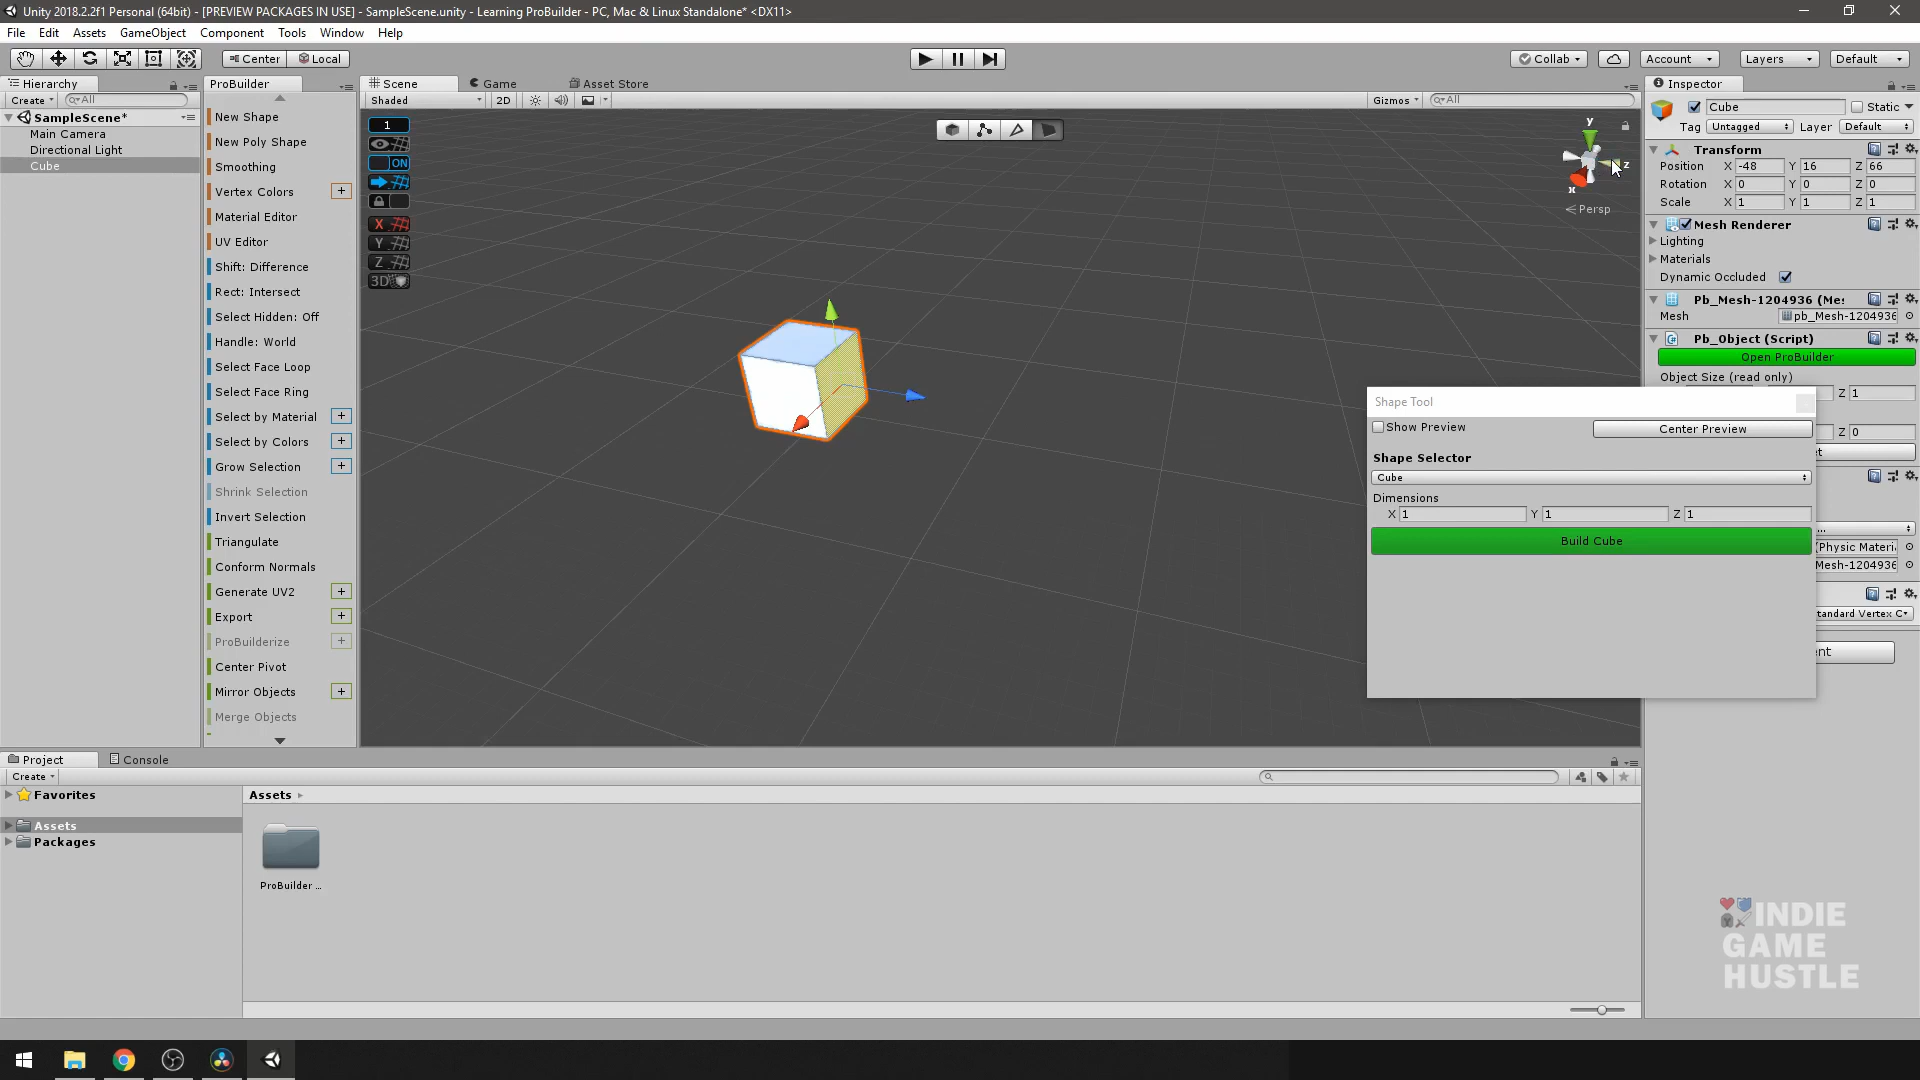 Unity 2018.2.2f1 Personal (64bit) - [PREVIEW PACKAGES IN USE] - SampleScene.unity - Learning ProBuilder - PC, Mac & Linux Standalone* <DX11>
File Edit Assets GameObject Component Tools Window Help
Center Local Collab Account Layers Default
Hierarchy
Create All
SampleScene*
Main Camera
Directional Light
Cube
ProBuilder
New Shape
New Poly Shape
Smoothing
Vertex Colors +
Material Editor
UV Editor
Shift: Difference
Rect: Intersect
Select Hidden: Off
Handle: World
Select Face Loop
Select Face Ring
Select by Material +
Select by Colors +
Grow Selection +
Shrink Selection
Invert Selection
Triangulate
Conform Normals
Generate UV2 +
Export +
ProBuilderize +
Center Pivot
Mirror Objects +
Merge Objects
Scene Game Asset Store
Shaded 2D Gizmos All
1
ON
X
Y
Z
3D
y
z
x
Persp
Shape Tool
Show Preview Center Preview
Shape Selector
Cube
Dimensions
X 1 Y 1 Z 1
Build Cube
Inspector
Cube Static
Tag Untagged Layer Default
Transform
Position X -48 Y 16 Z 66
Rotation X 0 Y 0 Z 0
Scale X 1 Y 1 Z 1
Mesh Renderer
Lighting
Materials
Dynamic Occluded
Pb_Mesh-1204936 (Mes
Mesh pb_Mesh-1204936
Pb_Object (Script)
Open ProBuilder
Object Size (read only)
Z 1
Z 0
t
...
(Physic Materi
Mesh-1204936
tandard Vertex C
ent
Project Console
Create
Favorites
Assets
Packages
Assets
ProBuilder ...
INDIE
GAME
HUSTLE